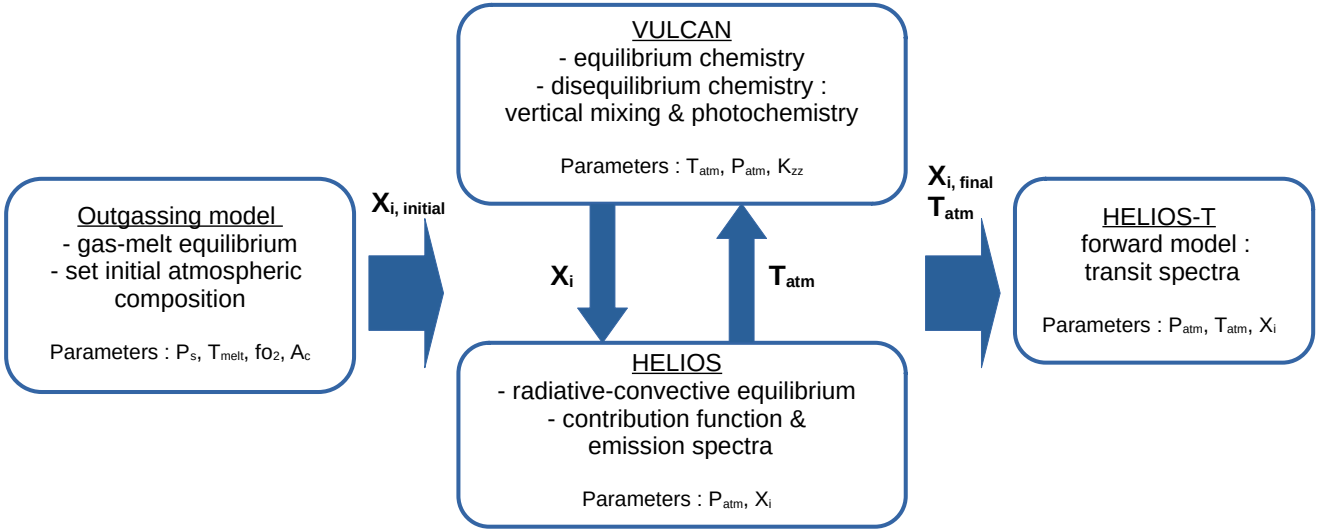 Outgassing model
- gas-melt equilibrium
- set initial atmospheric
composition
Parameters : Ps, Tmelt, fo2, Ac
Xi, initial
VULCAN
- equilibrium chemistry
- disequilibrium chemistry :
vertical mixing & photochemistry
Parameters : Tatm, Patm, Kzz
Xi
Tatm
HELIOS
- radiative-convective equilibrium
- contribution function &
emission spectra
Parameters : Patm, Xi
Xi, final
Tatm
HELIOS-T
forward model :
transit spectra
Parameters : Patm, Tatm, Xi